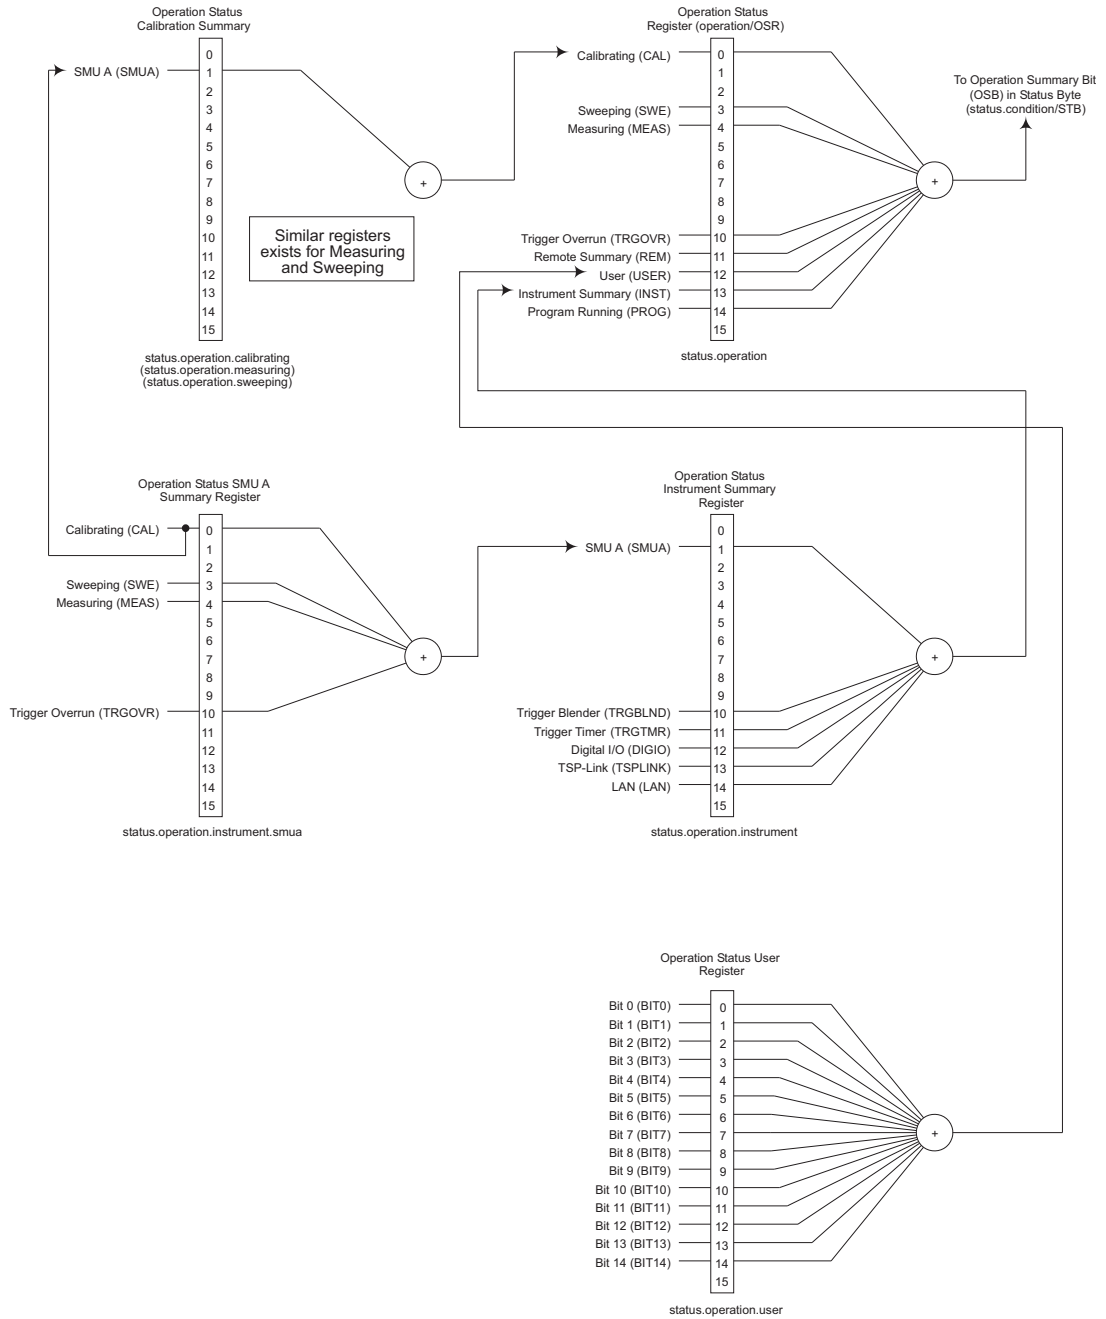 Operation Status
Calibration Summary
SMU A (SMUA)
0
1
2
3
4
5
6
7
8
9
10
11
12
13
14
15
+
Similar registers
exists for Measuring
and Sweeping
status.operation.calibrating
(status.operation.measuring)
(status.operation.sweeping)
Operation Status
Register (operation/OSR)
Calibrating (CAL)
Sweeping (SWE)
Measuring (MEAS)
Trigger Overrun (TRGOVR)
Remote Summary (REM)
User (USER)
Instrument Summary (INST)
Program Running (PROG)
0
1
2
3
4
5
6
7
8
9
10
11
12
13
14
15
+
To Operation Summary Bit
(OSB) in Status Byte
(status.condition/STB)
status.operation
Operation Status SMU A
Summary Register
Calibrating (CAL)
Sweeping (SWE)
Measuring (MEAS)
Trigger Overrun (TRGOVR)
0
1
2
3
4
5
6
7
8
9
10
11
12
13
14
15
+
status.operation.instrument.smua
Operation Status
Instrument Summary
Register
SMU A (SMUA)
Trigger Blender (TRGBLND)
Trigger Timer (TRGTMR)
Digital I/O (DIGIO)
TSP-Link (TSPLINK)
LAN (LAN)
0
1
2
3
4
5
6
7
8
9
10
11
12
13
14
15
+
status.operation.instrument
Operation Status User
Register
Bit 0 (BIT0)
Bit 1 (BIT1)
Bit 2 (BIT2)
Bit 3 (BIT3)
Bit 4 (BIT4)
Bit 5 (BIT5)
Bit 6 (BIT6)
Bit 7 (BIT7)
Bit 8 (BIT8)
Bit 9 (BIT9)
Bit 10 (BIT10)
Bit 11 (BIT11)
Bit 12 (BIT12)
Bit 13 (BIT13)
Bit 14 (BIT14)
0
1
2
3
4
5
6
7
8
9
10
11
12
13
14
15
+
status.operation.user